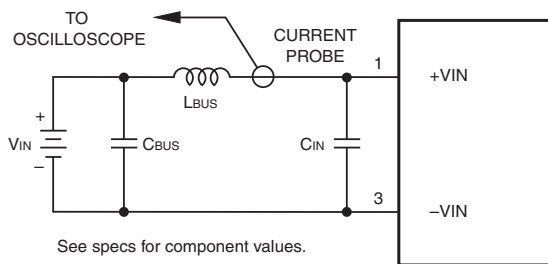 TO
OSCILLOSCOPE
CURRENT
PROBE
1
+VIN
LBUS
+
VIN
–
CBUS
CIN
3
–VIN
See specs for component values.